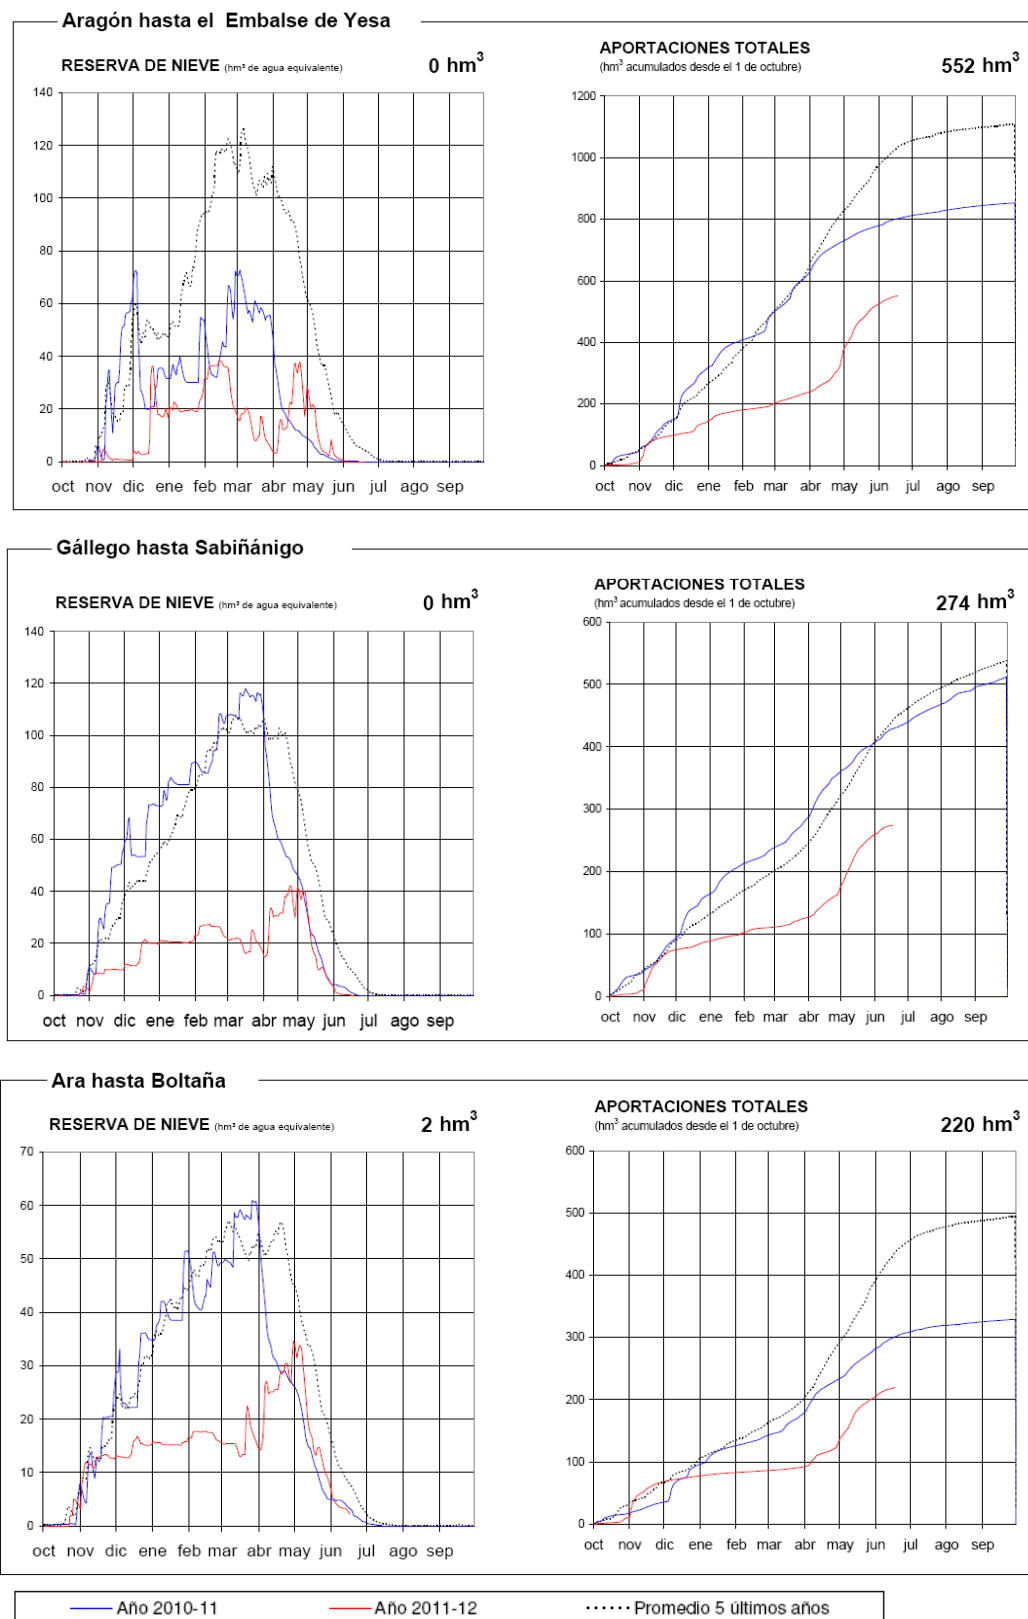 Aragón hasta el Embalse de Yesa
RESERVA DE NIEVE (hm³ de agua equivalente) 0 hm³
140
120
100
80
60
40
20
0
oct nov dic ene feb mar abr may jun jul ago sep
APORTACIONES TOTALES
(hm³ acumulados desde el 1 de octubre) 552 hm³
1200
1000
800
600
400
200
0
oct nov dic ene feb mar abr may jun jul ago sep
Gállego hasta Sabiñánigo
RESERVA DE NIEVE (hm³ de agua equivalente) 0 hm³
140
120
100
80
60
40
20
0
oct nov dic ene feb mar abr may jun jul ago sep
APORTACIONES TOTALES
(hm³ acumulados desde el 1 de octubre) 274 hm³
600
500
400
300
200
100
0
oct nov dic ene feb mar abr may jun jul ago sep
Ara hasta Boltaña
RESERVA DE NIEVE (hm³ de agua equivalente) 2 hm³
70
60
50
40
30
20
10
0
oct nov dic ene feb mar abr may jun jul ago sep
APORTACIONES TOTALES
(hm³ acumulados desde el 1 de octubre) 220 hm³
600
500
400
300
200
100
0
oct nov dic ene feb mar abr may jun jul ago sep
Año 2010-11 Año 2011-12 Promedio 5 últimos años